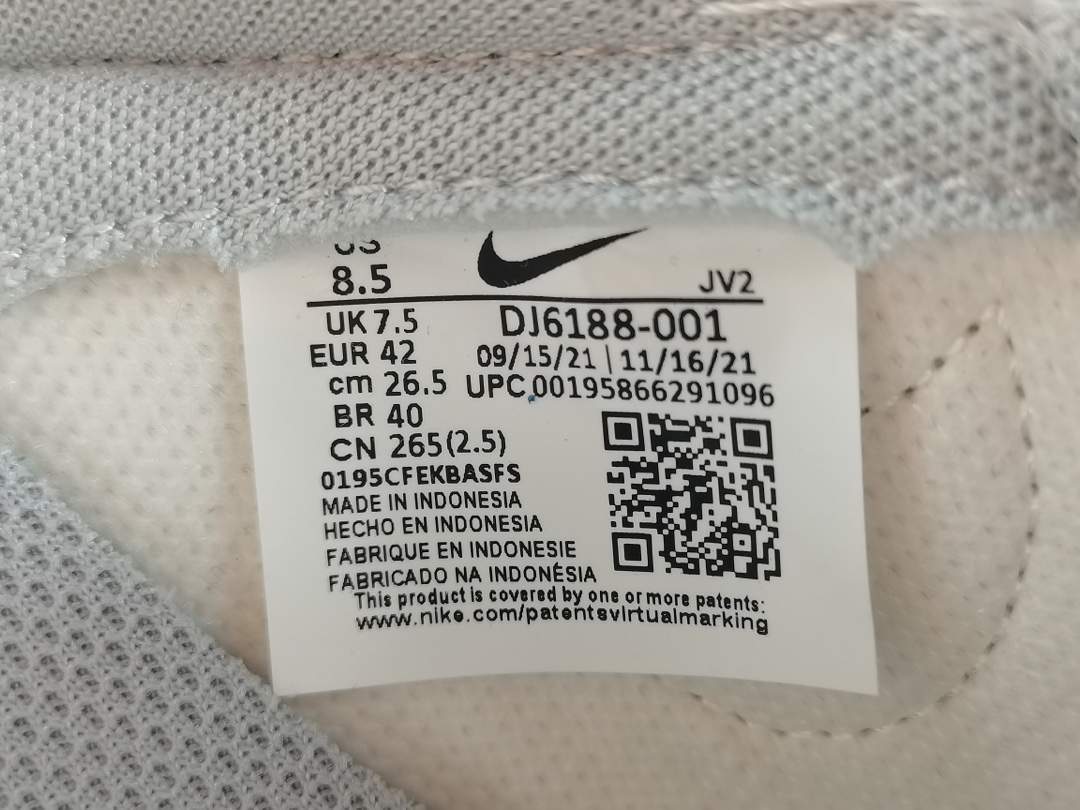 US
8.5
JV2
UK 7.5
DJ6188-001
EUR 42
09/15/21 | 11/16/21
cm 26.5
UPC.00195866291096
BR 40
CN 265(2.5)
0195CFEKBASFS
MADE IN INDONESIA
HECHO EN INDONESIA
FABRIQUE EN INDONESIE
FABRICADO NA INDONÉSIA
This product is covered by one or more patents:
www.nike.com/patentsvirtualmarking